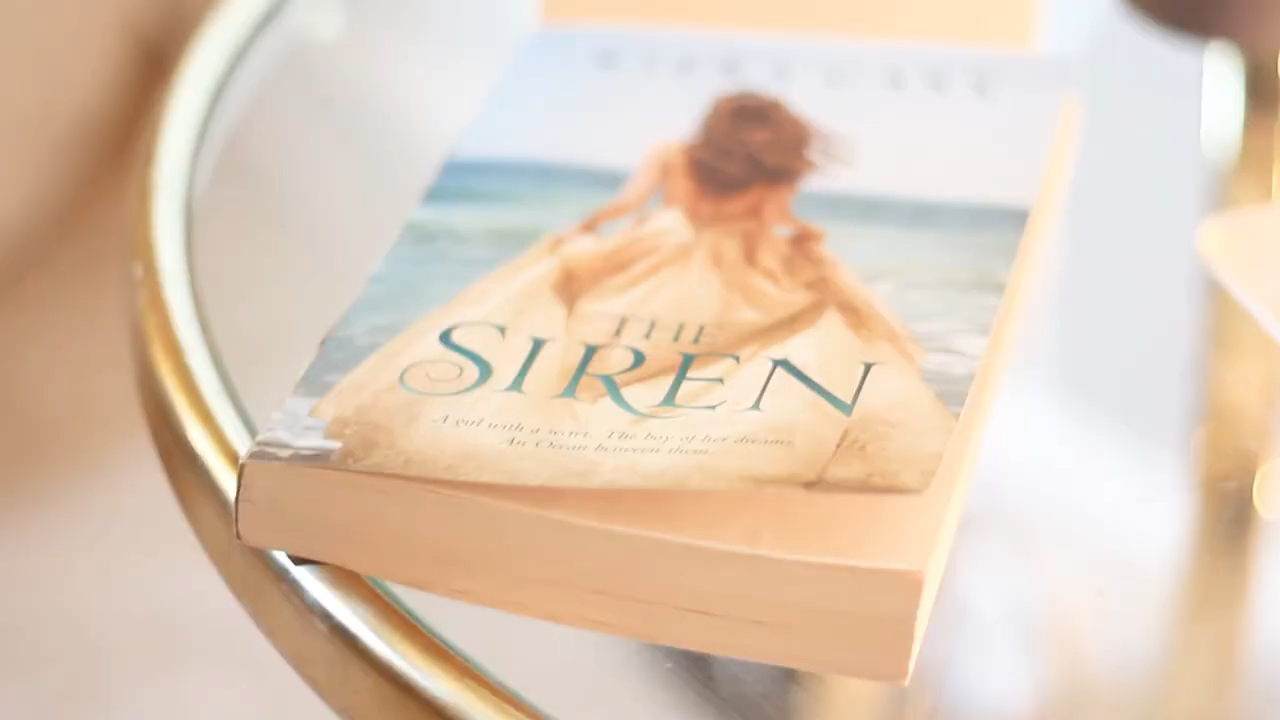 THE
SIREN
A girl with a secret. The boy of her dreams.
An Ocean between them.